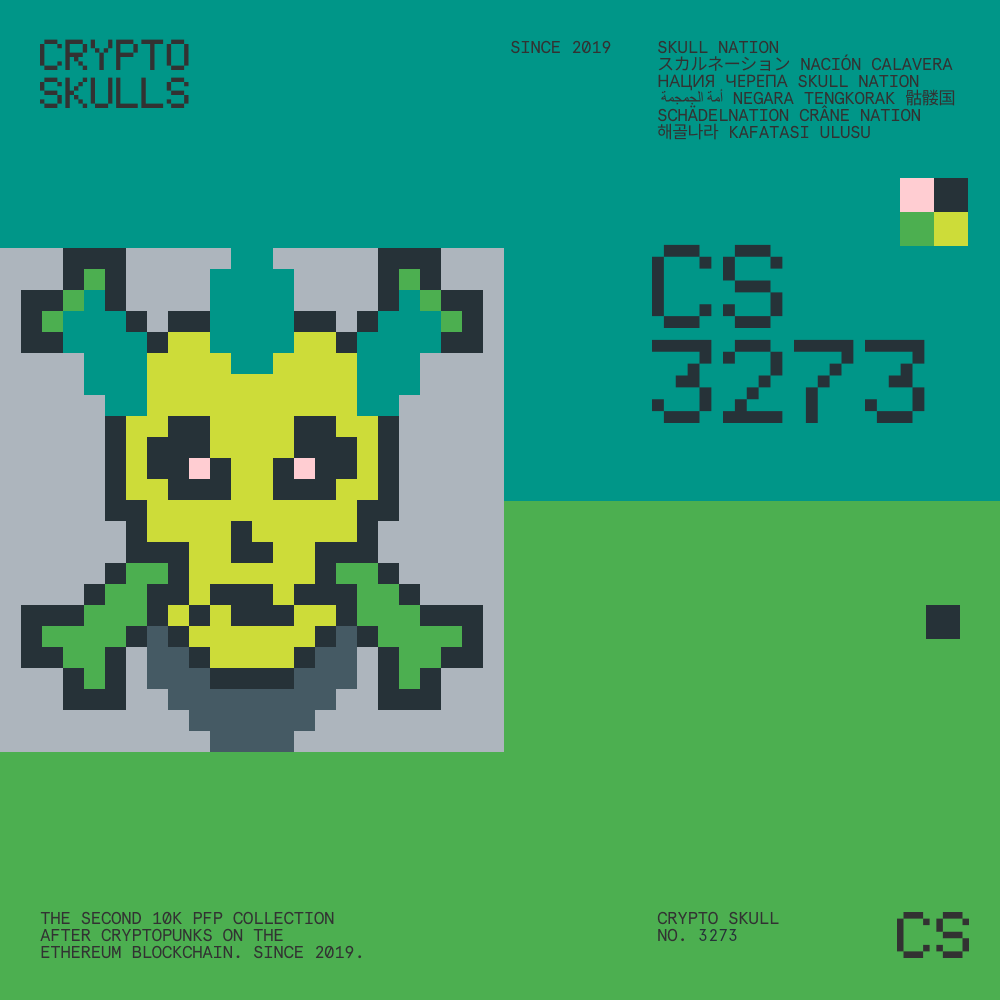 CRYPTO
SKULLS
SINCE 2019
SKULL NATION
スカルネーション NACIÓN CALAVERA
НАЦИЯ ЧЕРЕПА SKULL NATION
أمة الجمجمة NEGARA TENGKORAK 骷髅国
SCHÄDELNATION CRÂNE NATION
해골나라 KAFATASI ULUSU
CS
3273
THE SECOND 10K PFP COLLECTION
AFTER CRYPTOPUNKS ON THE
ETHEREUM BLOCKCHAIN. SINCE 2019.
CRYPTO SKULL
NO. 3273
CS